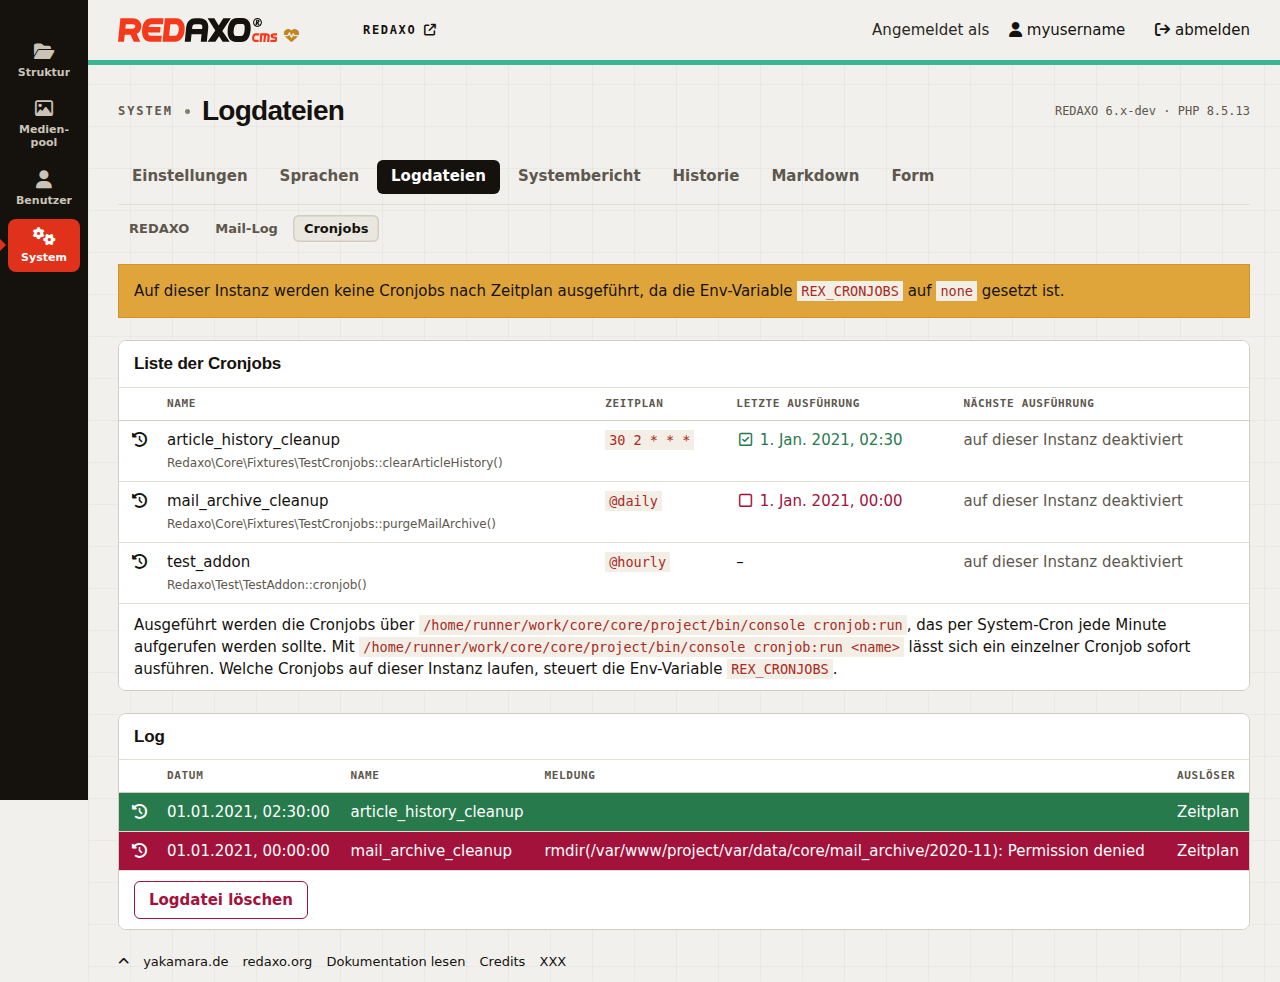 REDAXO® cms
REDAXO
Angemeldet als myusername abmelden
Struktur
Medien-
pool
Benutzer
System
SYSTEM • Logdateien
REDAXO 6.x-dev · PHP 8.5.13
Einstellungen Sprachen Logdateien Systembericht Historie Markdown Form
REDAXO Mail-Log Cronjobs
Auf dieser Instanz werden keine Cronjobs nach Zeitplan ausgeführt, da die Env-Variable REX_CRONJOBS auf none gesetzt ist.
Liste der Cronjobs
NAME ZEITPLAN LETZTE AUSFÜHRUNG NÄCHSTE AUSFÜHRUNG
article_history_cleanup 30 2 * * * 1. Jan. 2021, 02:30 auf dieser Instanz deaktiviert
Redaxo\Core\Fixtures\TestCronjobs::clearArticleHistory()
mail_archive_cleanup @daily 1. Jan. 2021, 00:00 auf dieser Instanz deaktiviert
Redaxo\Core\Fixtures\TestCronjobs::purgeMailArchive()
test_addon @hourly – auf dieser Instanz deaktiviert
Redaxo\Test\TestAddon::cronjob()
Ausgeführt werden die Cronjobs über /home/runner/work/core/core/project/bin/console cronjob:run, das per System-Cron jede Minute
aufgerufen werden sollte. Mit /home/runner/work/core/core/project/bin/console cronjob:run <name> lässt sich ein einzelner Cronjob sofort
ausführen. Welche Cronjobs auf dieser Instanz laufen, steuert die Env-Variable REX_CRONJOBS.
Log
DATUM NAME MELDUNG AUSLÖSER
01.01.2021, 02:30:00 article_history_cleanup Zeitplan
01.01.2021, 00:00:00 mail_archive_cleanup rmdir(/var/www/project/var/data/core/mail_archive/2020-11): Permission denied Zeitplan
Logdatei löschen
yakamara.de redaxo.org Dokumentation lesen Credits XXX